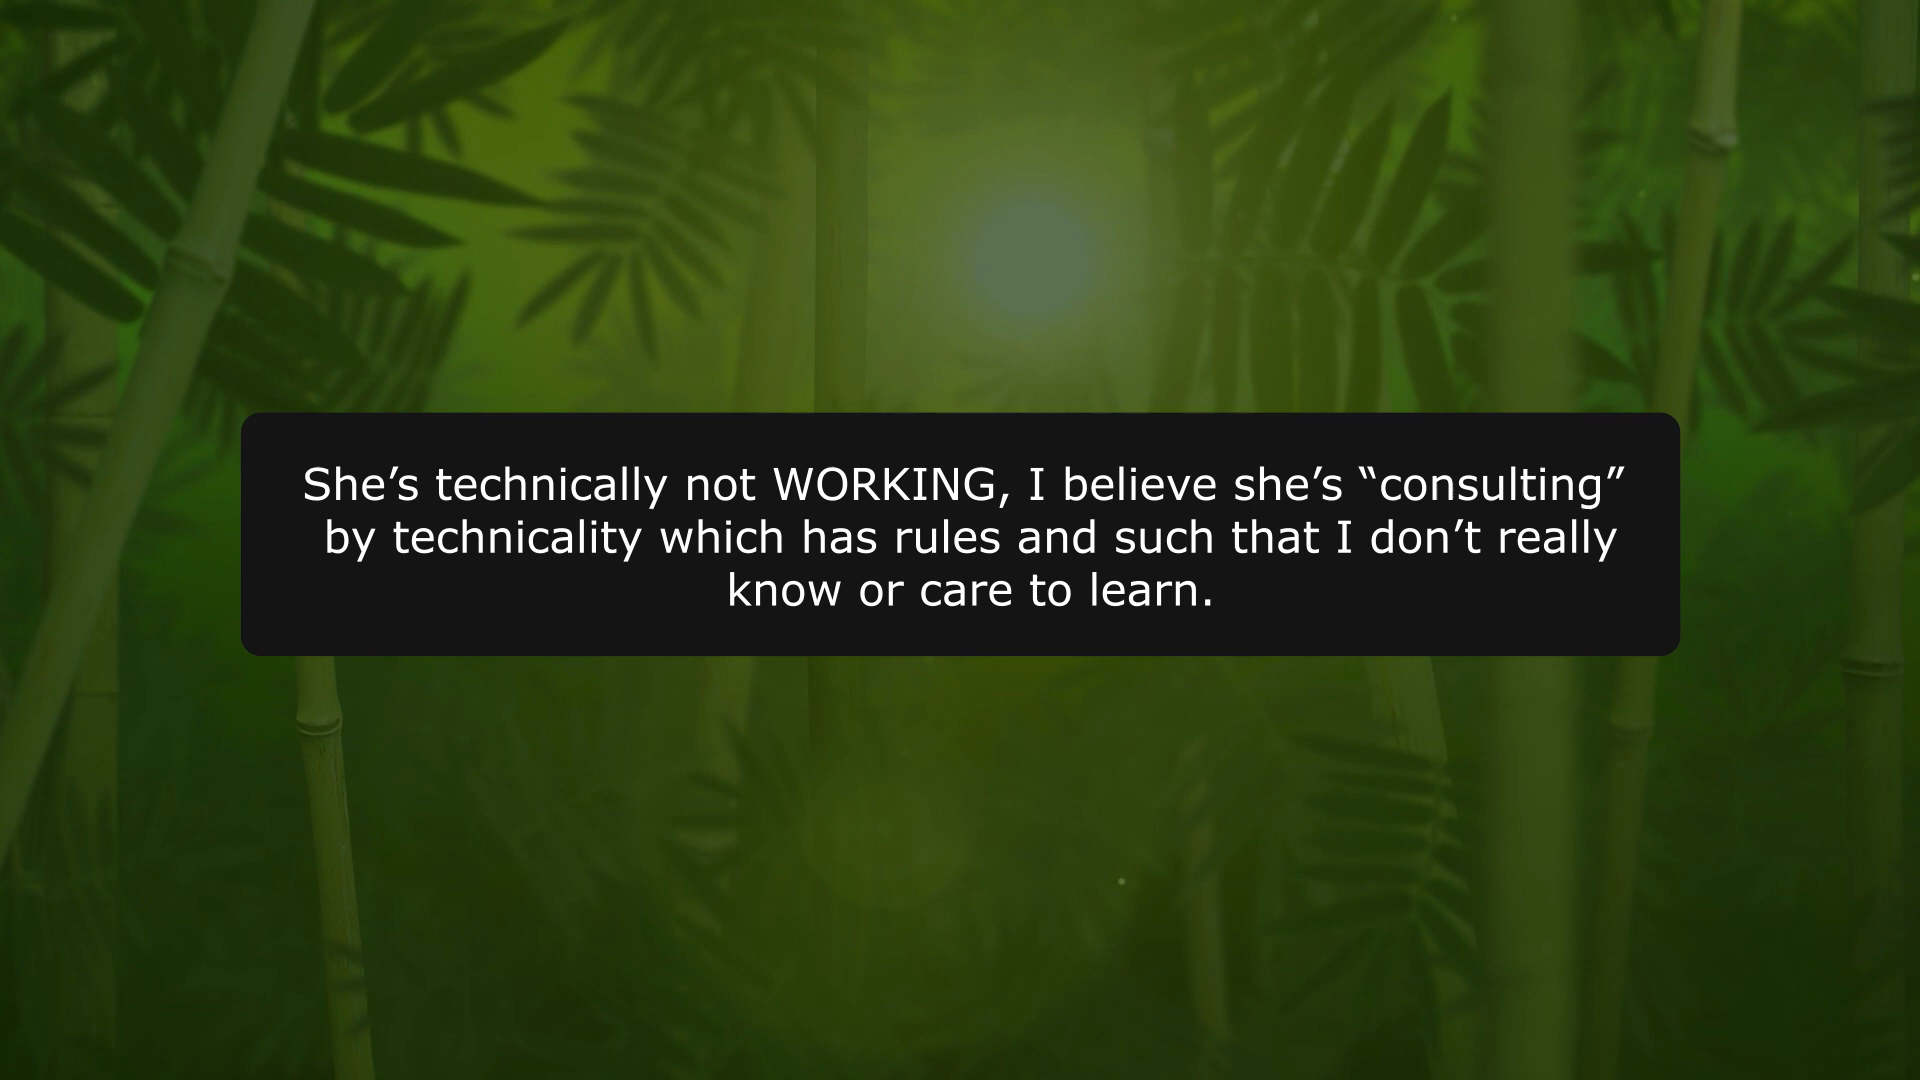 She’s technically not WORKING, I believe she’s “consulting”
by technicality which has rules and such that I don’t really
know or care to learn.